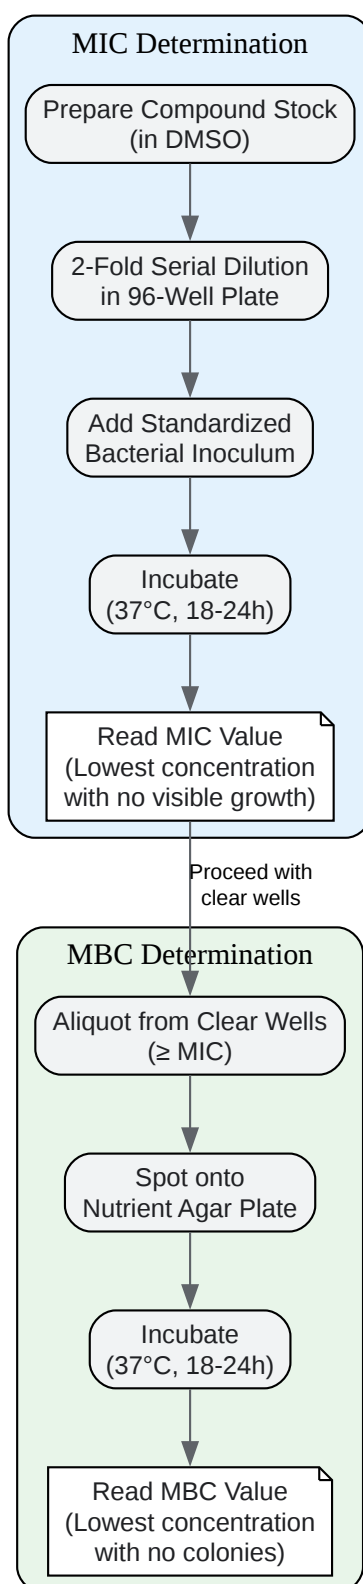 MIC Determination
Prepare Compound Stock
(in DMSO)
2-Fold Serial Dilution
in 96-Well Plate
Add Standardized
Bacterial Inoculum
Incubate
(37°C, 18-24h)
Read MIC Value
(Lowest concentration
with no visible growth)
Proceed with
clear wells
MBC Determination
Aliquot from Clear Wells
(≥ MIC)
Spot onto
Nutrient Agar Plate
Incubate
(37°C, 18-24h)
Read MBC Value
(Lowest concentration
with no colonies)